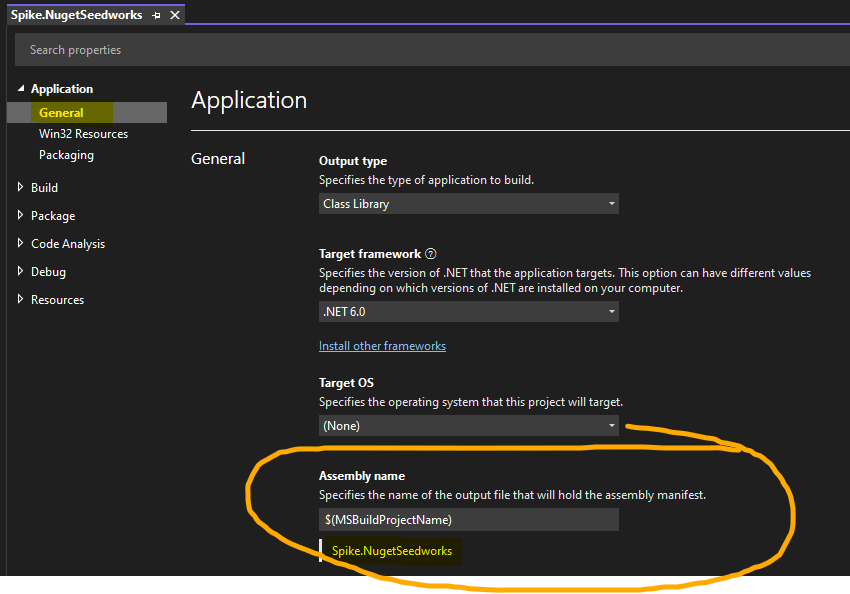 Spike.NugetSeedworks
Search properties
Application
General
Win32 Resources
Packaging
Build
Package
Code Analysis
Debug
Resources
Application
General
Output type
Specifies the type of application to build.
Class Library
Target framework
Specifies the version of .NET that the application targets. This option can have different values
depending on which versions of .NET are installed on your computer.
.NET 6.0
Install other frameworks
Target OS
Specifies the operating system that this project will target.
(None)
Assembly name
Specifies the name of the output file that will hold the assembly manifest.
$(MSBuildProjectName)
Spike.NugetSeedworks